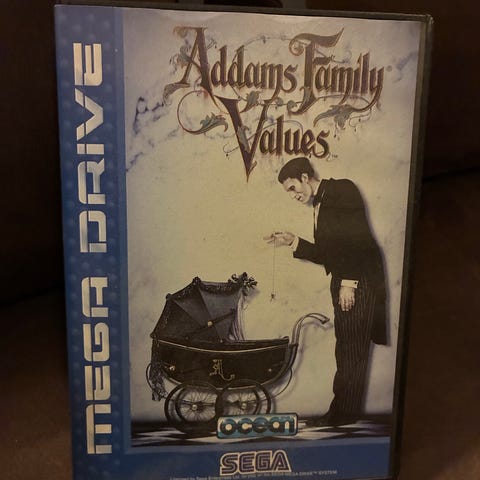 Addams Family
Values
MEGA DRIVE
ocean
SEGA